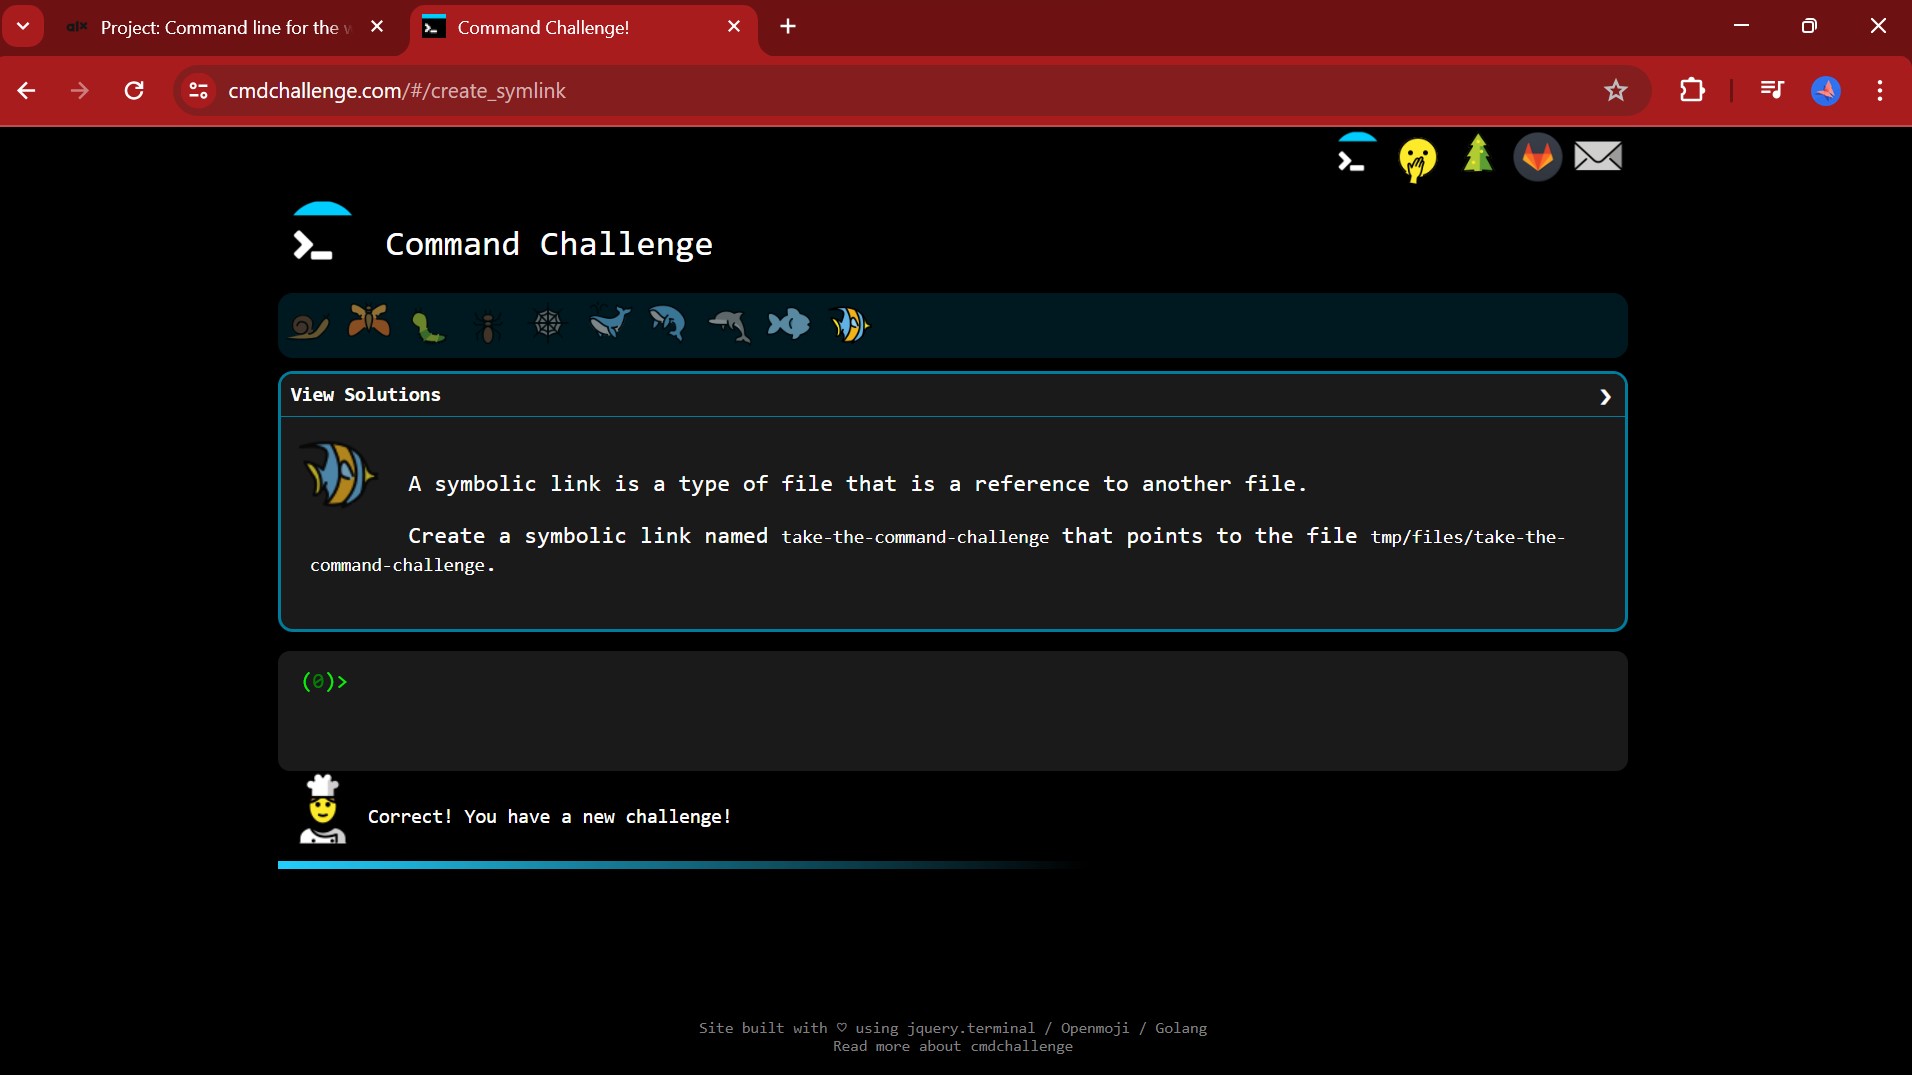 Project: Command line for the
Command Challenge!
cmdchallenge.com/#/create_symlink
>_
Command Challenge
View Solutions
A symbolic link is a type of file that is a reference to another file.
Create a symbolic link named take-the-command-challenge that points to the file tmp/files/take-the-
command-challenge.
(0)>
Correct! You have a new challenge!
Site built with ♡ using jquery.terminal / Openmoji / Golang
Read more about cmdchallenge